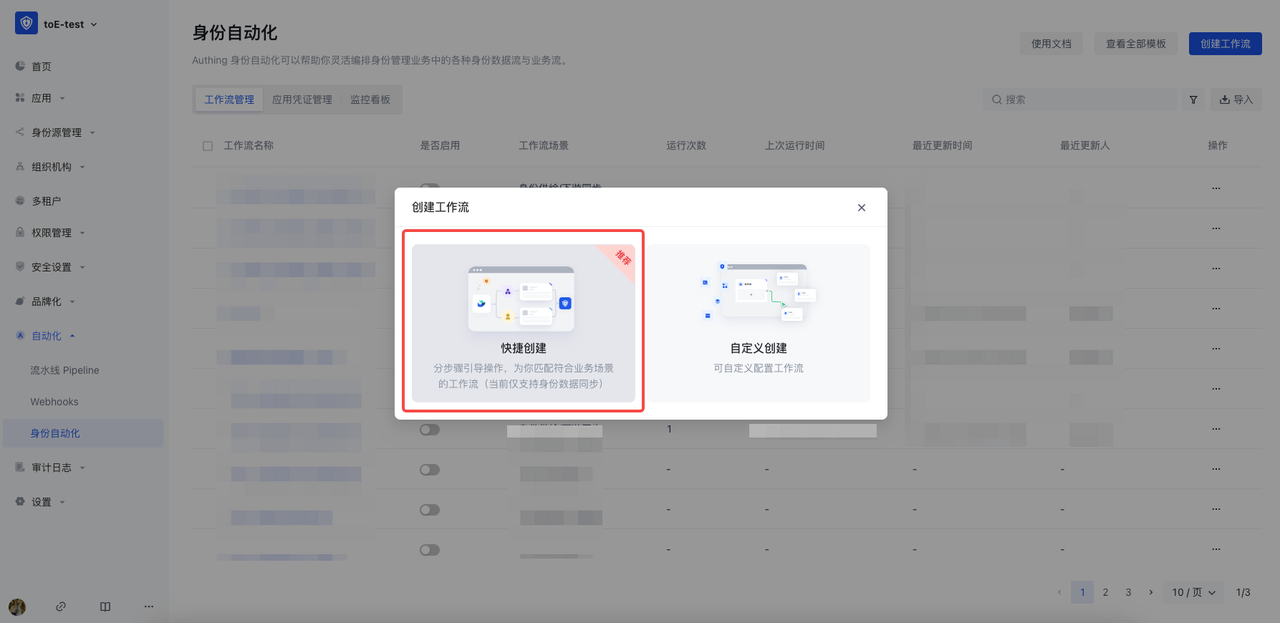 toE-test
首页
应用
身份源管理
组织机构
多租户
权限管理
安全设置
品牌化
自动化
流水线 Pipeline
Webhooks
身份自动化
审计日志
设置
身份自动化
Authing 身份自动化可以帮助你灵活编排身份管理业务中的各种身份数据流与业务流。
使用文档
查看全部模板
创建工作流
工作流管理
应用凭证管理
监控看板
搜索
导入
工作流名称
是否启用
工作流场景
运行次数
上次运行时间
最近更新时间
最近更新人
操作
创建工作流
推荐
快捷创建
分步骤引导操作，为你匹配符合业务场景
的工作流（当前仅支持身份数据同步）
自定义创建
可自定义配置工作流
1
- - - -
- - - -
- - - -
1 2 3
10 / 页
1/3